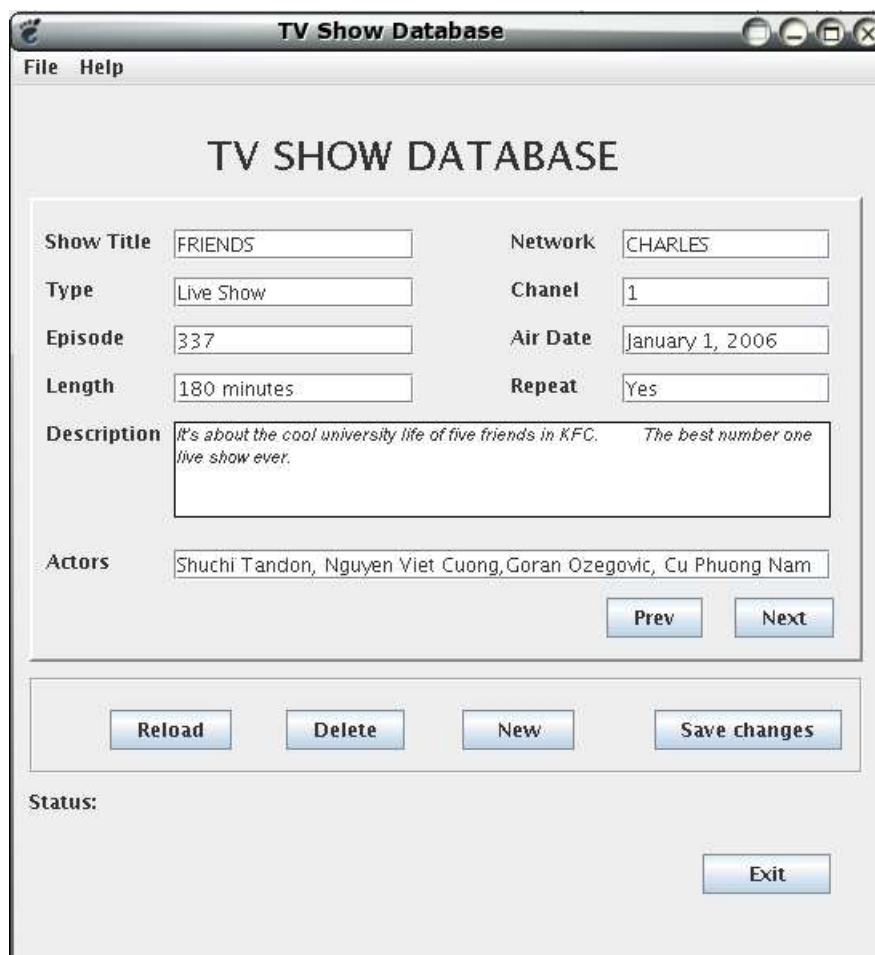 TV Show Database
File Help
TV SHOW DATABASE
Show Title FRIENDS Network CHARLES
Type Live Show Chanel 1
Episode 337 Air Date January 1, 2006
Length 180 minutes Repeat Yes
Description It's about the cool university life of five friends in KFC. The best number one
live show ever.
Actors Shuchi Tandon, Nguyen Viet Cuong,Goran Ozegovic, Cu Phuong Nam
Prev Next
Reload Delete New Save changes
Status:
Exit